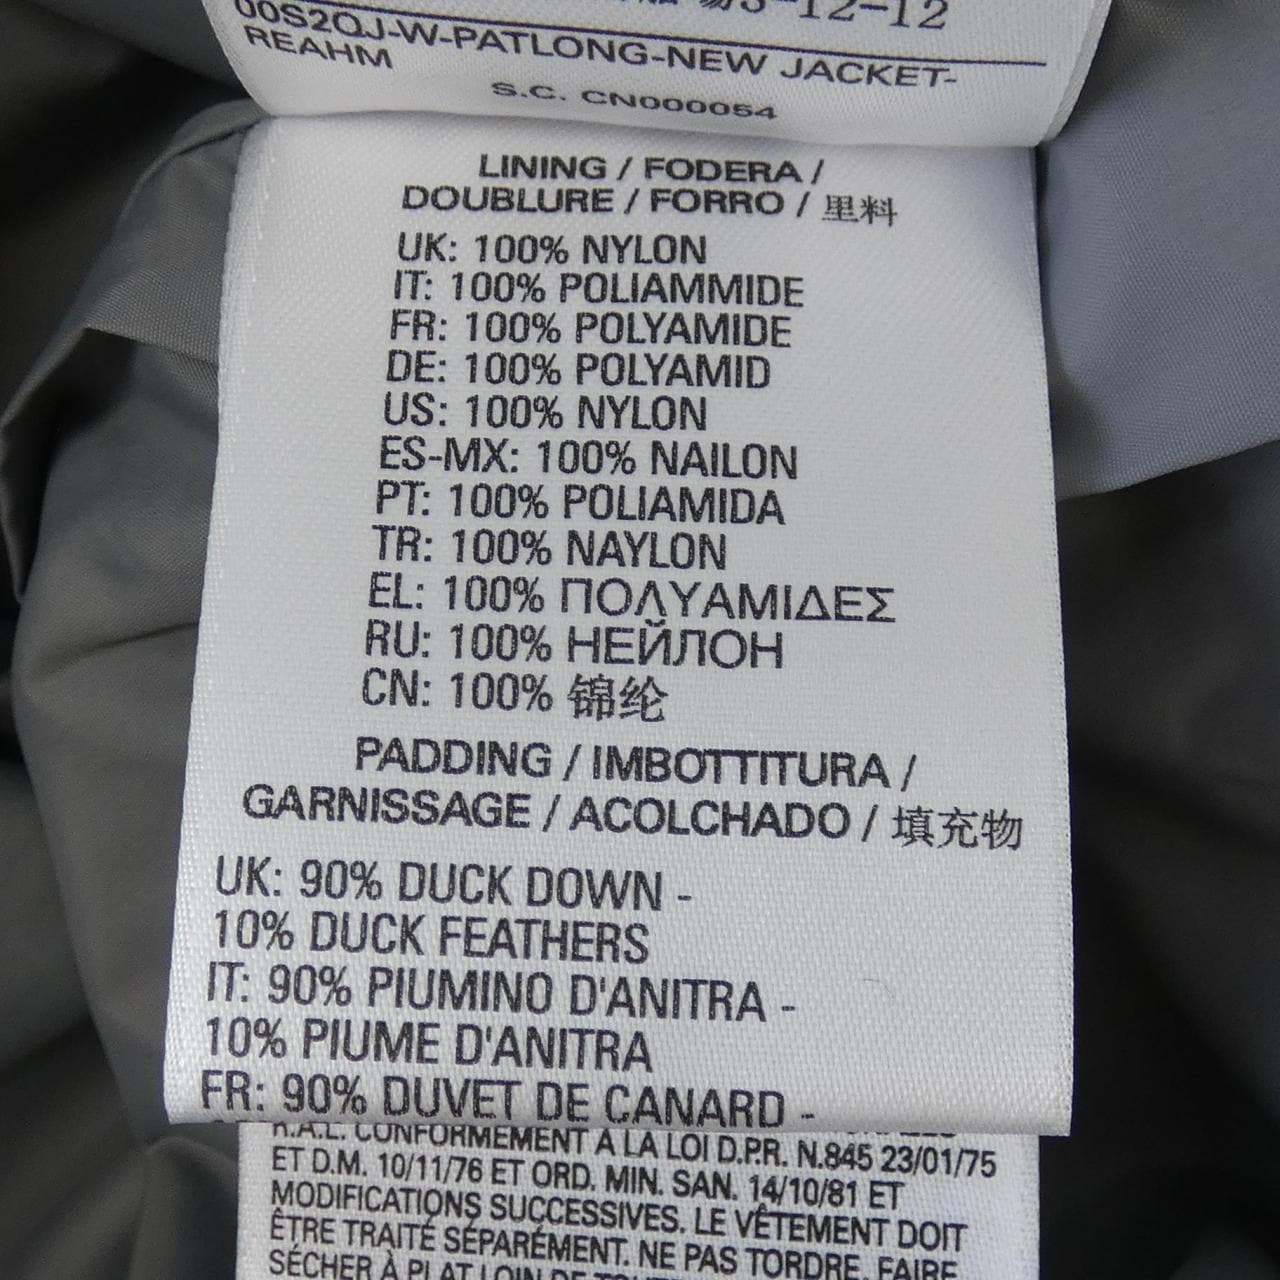 3-12-12
00S2QJ-W-PATLONG-NEW JACKET-
REAHM
S.C. CN000054
LINING / FODERA /
DOUBLURE / FORRO / 里料
UK: 100% NYLON
IT: 100% POLIAMMIDE
FR: 100% POLYAMIDE
DE: 100% POLYAMID
US: 100% NYLON
ES-MX: 100% NAILON
PT: 100% POLIAMIDA
TR: 100% NAYLON
EL: 100% ΠΟΛΥΑΜΙΔΕΣ
RU: 100% НЕЙЛОН
CN: 100% 锦纶
PADDING / IMBOTTITURA /
GARNISSAGE / ACOLCHADO / 填充物
UK: 90% DUCK DOWN -
10% DUCK FEATHERS
IT: 90% PIUMINO D'ANITRA -
10% PIUME D'ANITRA
FR: 90% DUVET DE CANARD -
R.A.L. CONFORMEMENT A LA LOI D.P.R. N.845 23/01/75
ET D.M. 10/11/76 ET ORD. MIN. SAN. 14/10/81 ET
MODIFICATIONS SUCCESSIVES. LE VÊTEMENT DOIT
ÊTRE TRAITÉ SÉPARÉMENT. NE PAS TORDRE, FAIRE
SÉCHER À PLAT LOIN DE